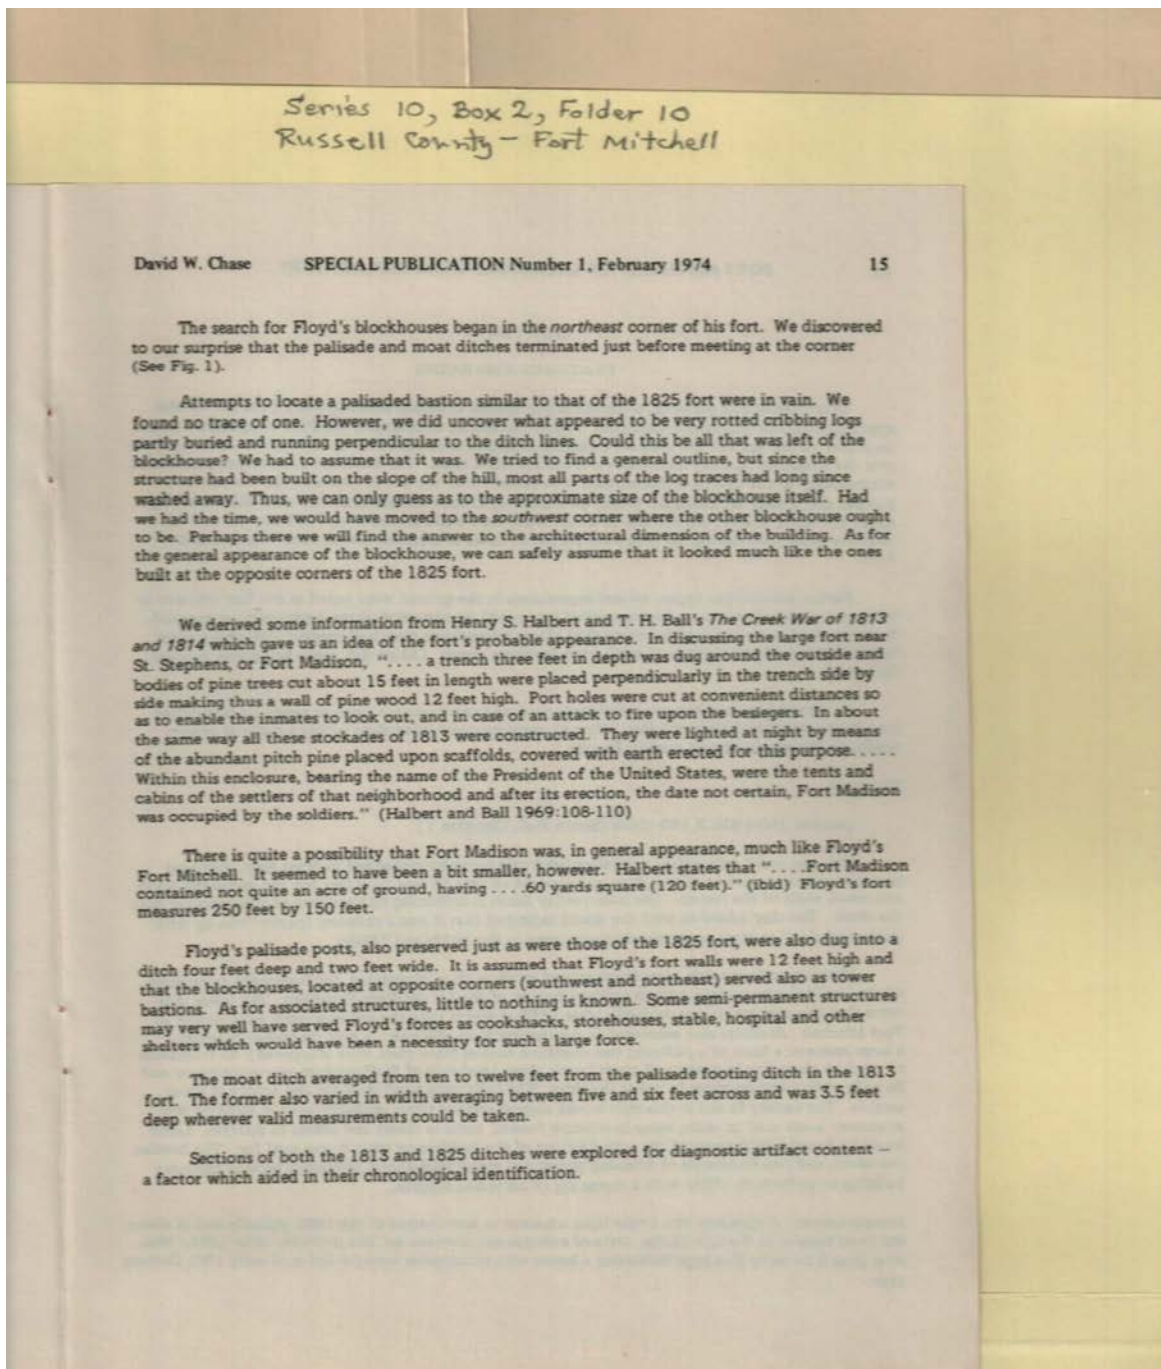 Series 10, Box 2, Folder 10
Russell County - Fort Mitchell
David W. Chase SPECIAL PUBLICATION Number 1, February 1974 15
The search for Floyd's blockhouses began in the northeast corner of his fort. We discovered
to our surprise that the palisade and moat ditches terminated just before meeting at the corner
(See Fig. 1).
Attempts to locate a palisaded bastion similar to that of the 1825 fort were in vain. We
found no trace of one. However, we did uncover what appeared to be very rotted cribbing logs
partly buried and running perpendicular to the ditch lines. Could this be all that was left of the
blockhouse? We had to assume that it was. We tried to find a general outline, but since the
structure had been built on the slope of the hill, most all parts of the log traces had long since
washed away. Thus, we can only guess as to the approximate size of the blockhouse itself. Had
we had the time, we would have moved to the southwest corner where the other blockhouse ought
to be. Perhaps there we will find the answer to the architectural dimension of the building. As for
the general appearance of the blockhouse, we can safely assume that it looked much like the ones
built at the opposite corners of the 1825 fort.
We derived some information from Henry S. Halbert and T. H. Ball's The Creek War of 1813
and 1814 which gave us an idea of the fort's probable appearance. In discussing the large fort near
St. Stephens, or Fort Madison, ". . . . a trench three feet in depth was dug around the outside and
bodies of pine trees cut about 15 feet in length were placed perpendicularly in the trench side by
side making thus a wall of pine wood 12 feet high. Port holes were cut at convenient distances so
as to enable the inmates to look out, and in case of an attack to fire upon the besiegers. In about
the same way all these stockades of 1813 were constructed. They were lighted at night by means
of the abundant pitch pine placed upon scaffolds, covered with earth erected for this purpose. . . . .
Within this enclosure, bearing the name of the President of the United States, were the tents and
cabins of the settlers of that neighborhood and after its erection, the date not certain, Fort Madison
was occupied by the soldiers." (Halbert and Ball 1969:108-110)
There is quite a possibility that Fort Madison was, in general appearance, much like Floyd's
Fort Mitchell. It seemed to have been a bit smaller, however. Halbert states that ". . . .Fort Madison
contained not quite an acre of ground, having . . . .60 yards square (120 feet)." (ibid) Floyd's fort
measures 250 feet by 150 feet.
Floyd's palisade posts, also preserved just as were those of the 1825 fort, were also dug into a
ditch four feet deep and two feet wide. It is assumed that Floyd's fort walls were 12 feet high and
that the blockhouses, located at opposite corners (southwest and northeast) served also as tower
bastions. As for associated structures, little to nothing is known. Some semi-permanent structures
may very well have served Floyd's forces as cookshacks, storehouses, stable, hospital and other
shelters which would have been a necessity for such a large force.
The moat ditch averaged from ten to twelve feet from the palisade footing ditch in the 1813
fort. The former also varied in width averaging between five and six feet across and was 3.5 feet
deep wherever valid measurements could be taken.
Sections of both the 1813 and 1825 ditches were explored for diagnostic artifact content –
a factor which aided in their chronological identification.